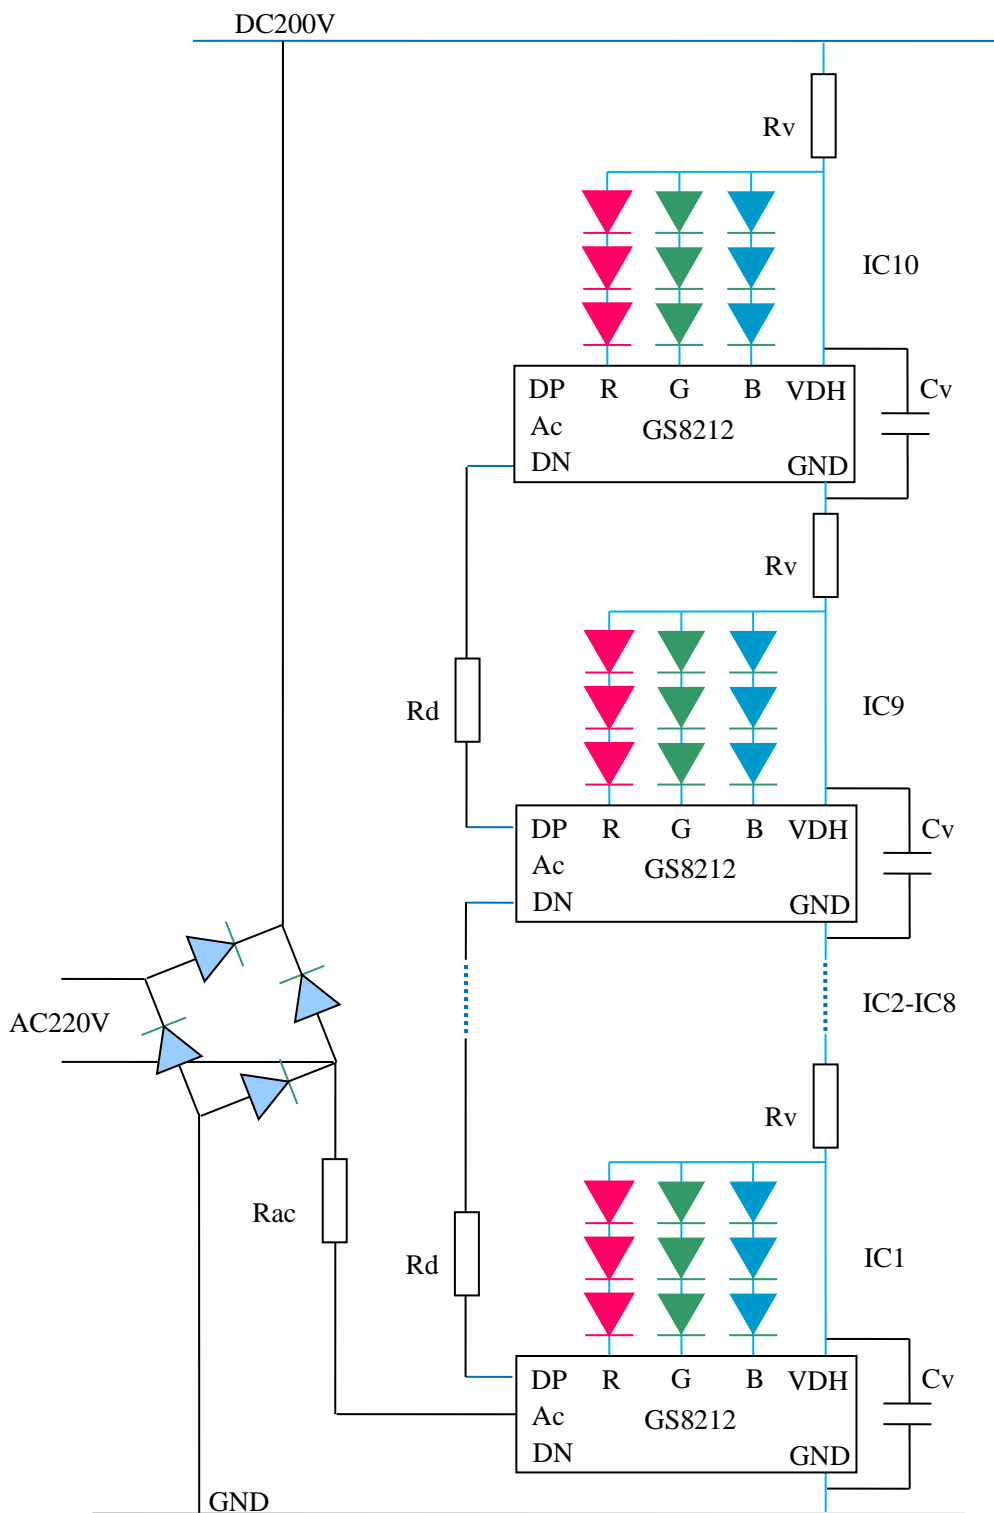 DC200V
Rv
IC10
DP R G B VDH
Cv
Ac GS8212
DN GND
Rv
Rd
IC9
DP R G B VDH
Cv
Ac GS8212
DN GND
AC220V
IC2-IC8
Rv
Rac
Rd
IC1
DP R G B VDH
Cv
Ac GS8212
DN GND
GND